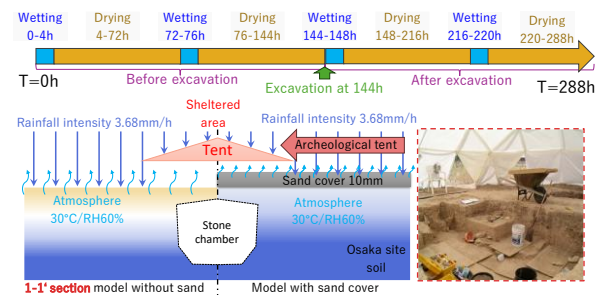 Wetting Drying Wetting Drying Wetting Drying Wetting Drying
0-4h 4-72h 72-76h 76-144h 144-148h 148-216h 216-220h 220-288h
T=0h Before excavation After excavation T=288h
Excavation at 144h
Sheltered
area
Rainfall intensity 3.68mm/h Rainfall intensity 3.68mm/h
Tent Archeological tent
Sand cover 10mm
Atmosphere
30°C/RH60%
Stone
chamber
Atmosphere
30°C/RH60%
Osaka site
soil
1-1' section model without sand Model with sand cover